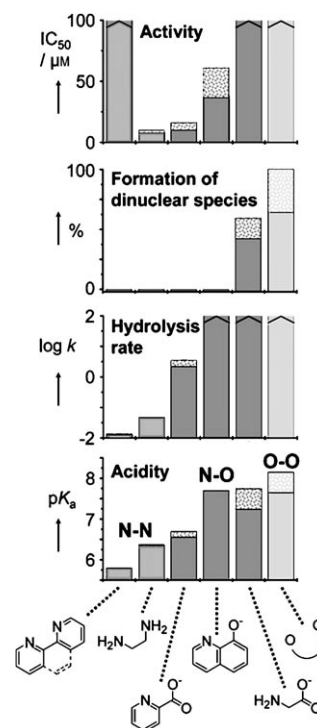 IC50
/ µM
Activity
100
50
0
Formation of
dinuclear species
100
%
0
Hydrolysis
rate
2
log k
0
-2
Acidity
N-O
O-O
8
pKa
N-N
7
6
N
N
H2N
NH2
N
O
O-
O-
N
H2N
O
O-
O
O